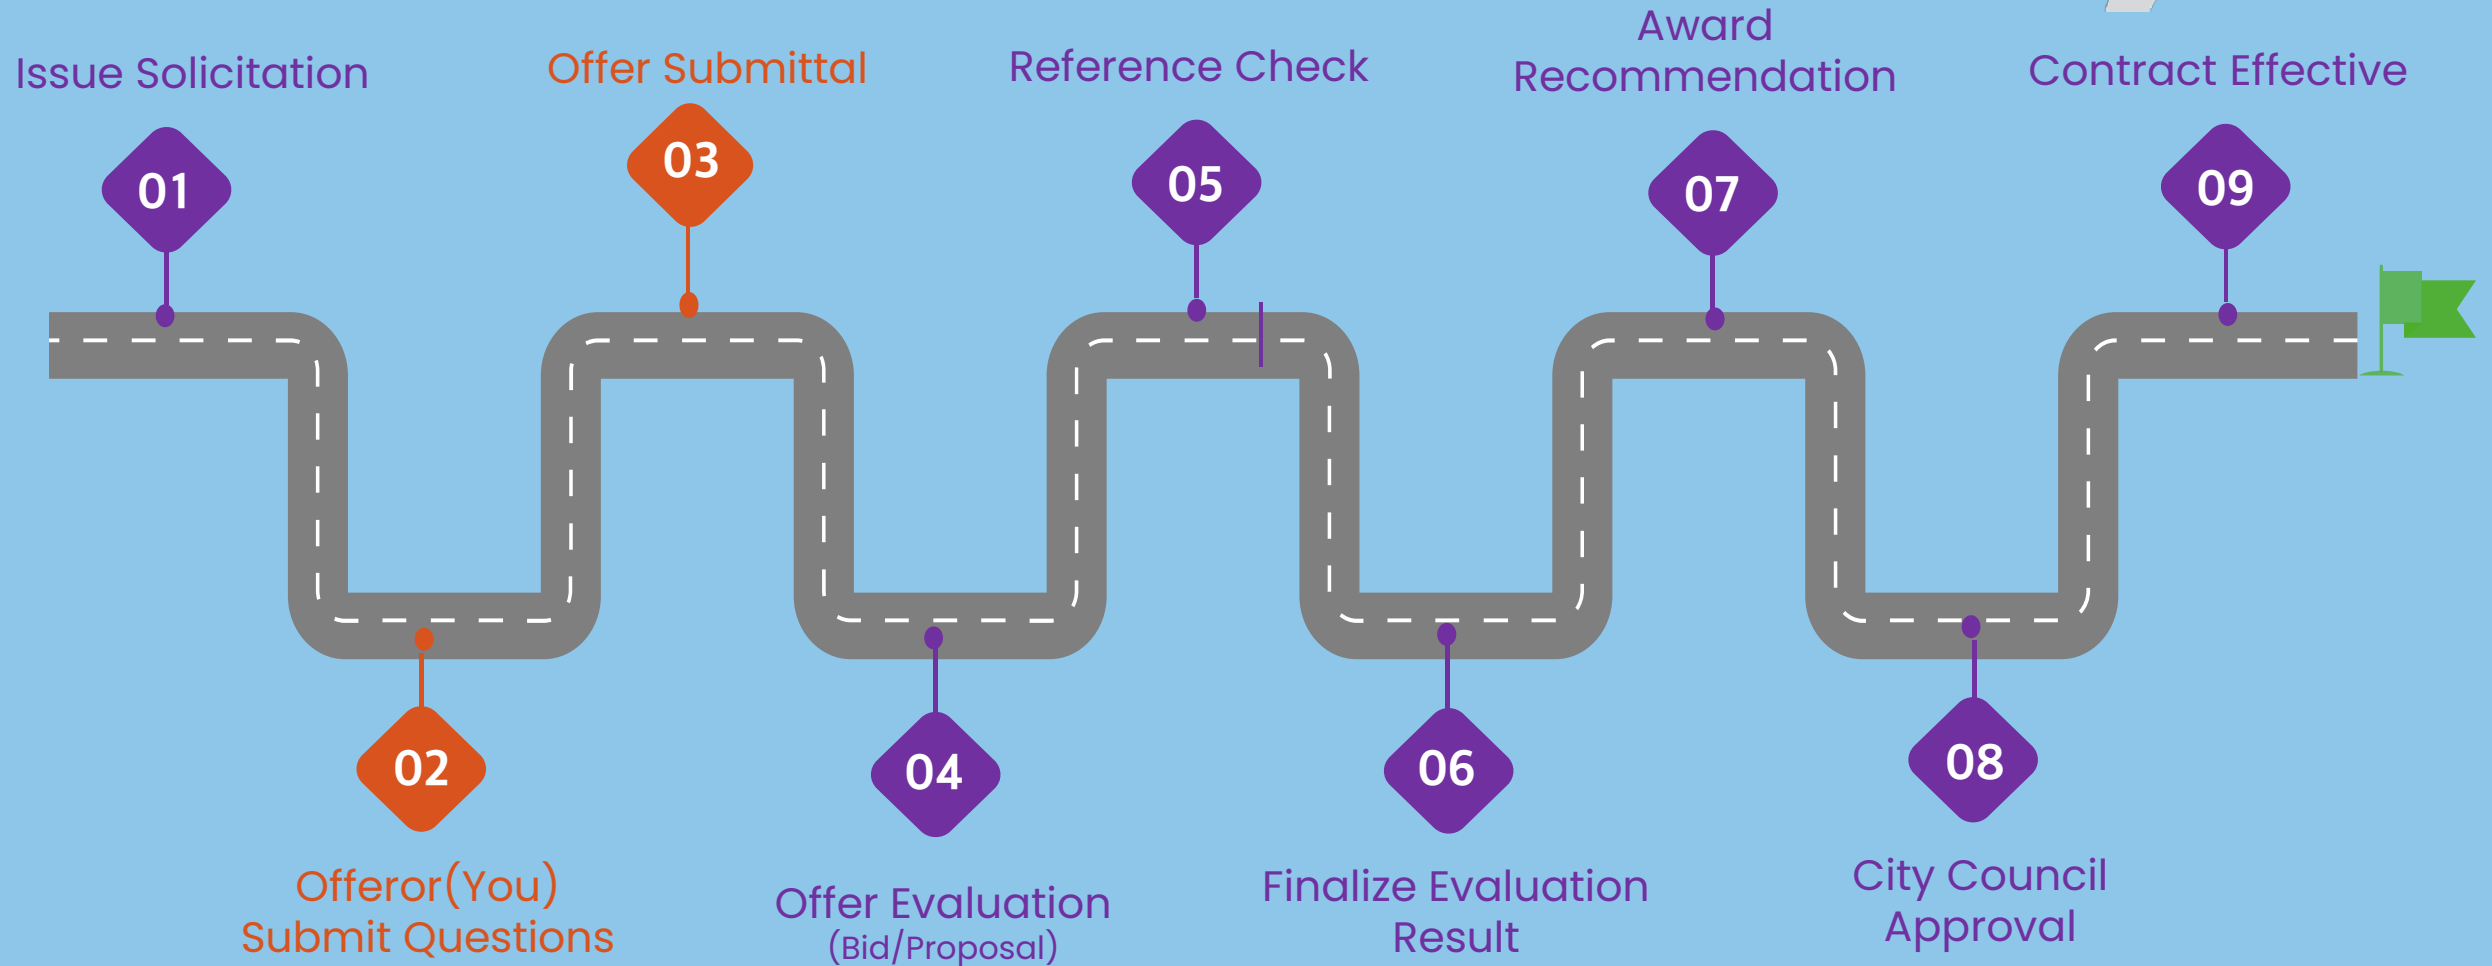 Issue Solicitation
01
Offeror(You)
Submit Questions
02
Offer Submittal
03
Offer Evaluation
(Bid/Proposal)
04
Reference Check
05
Finalize Evaluation
Result
06
Award
Recommendation
07
City Council
Approval
08
Contract Effective
09